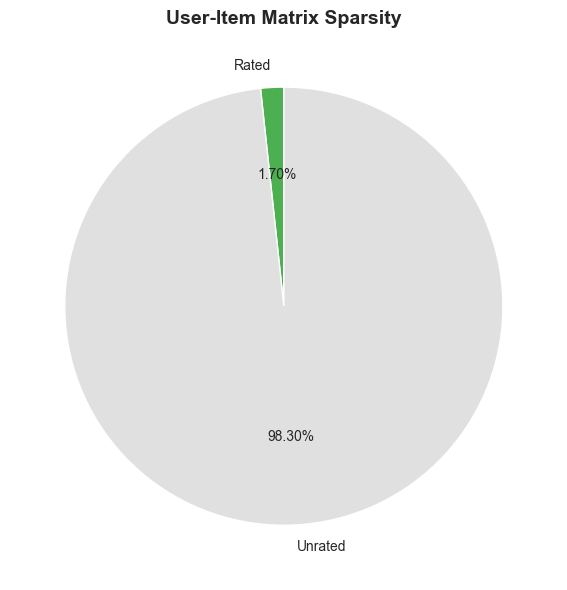 User-Item Matrix Sparsity
Rated
1.70%
98.30%
Unrated